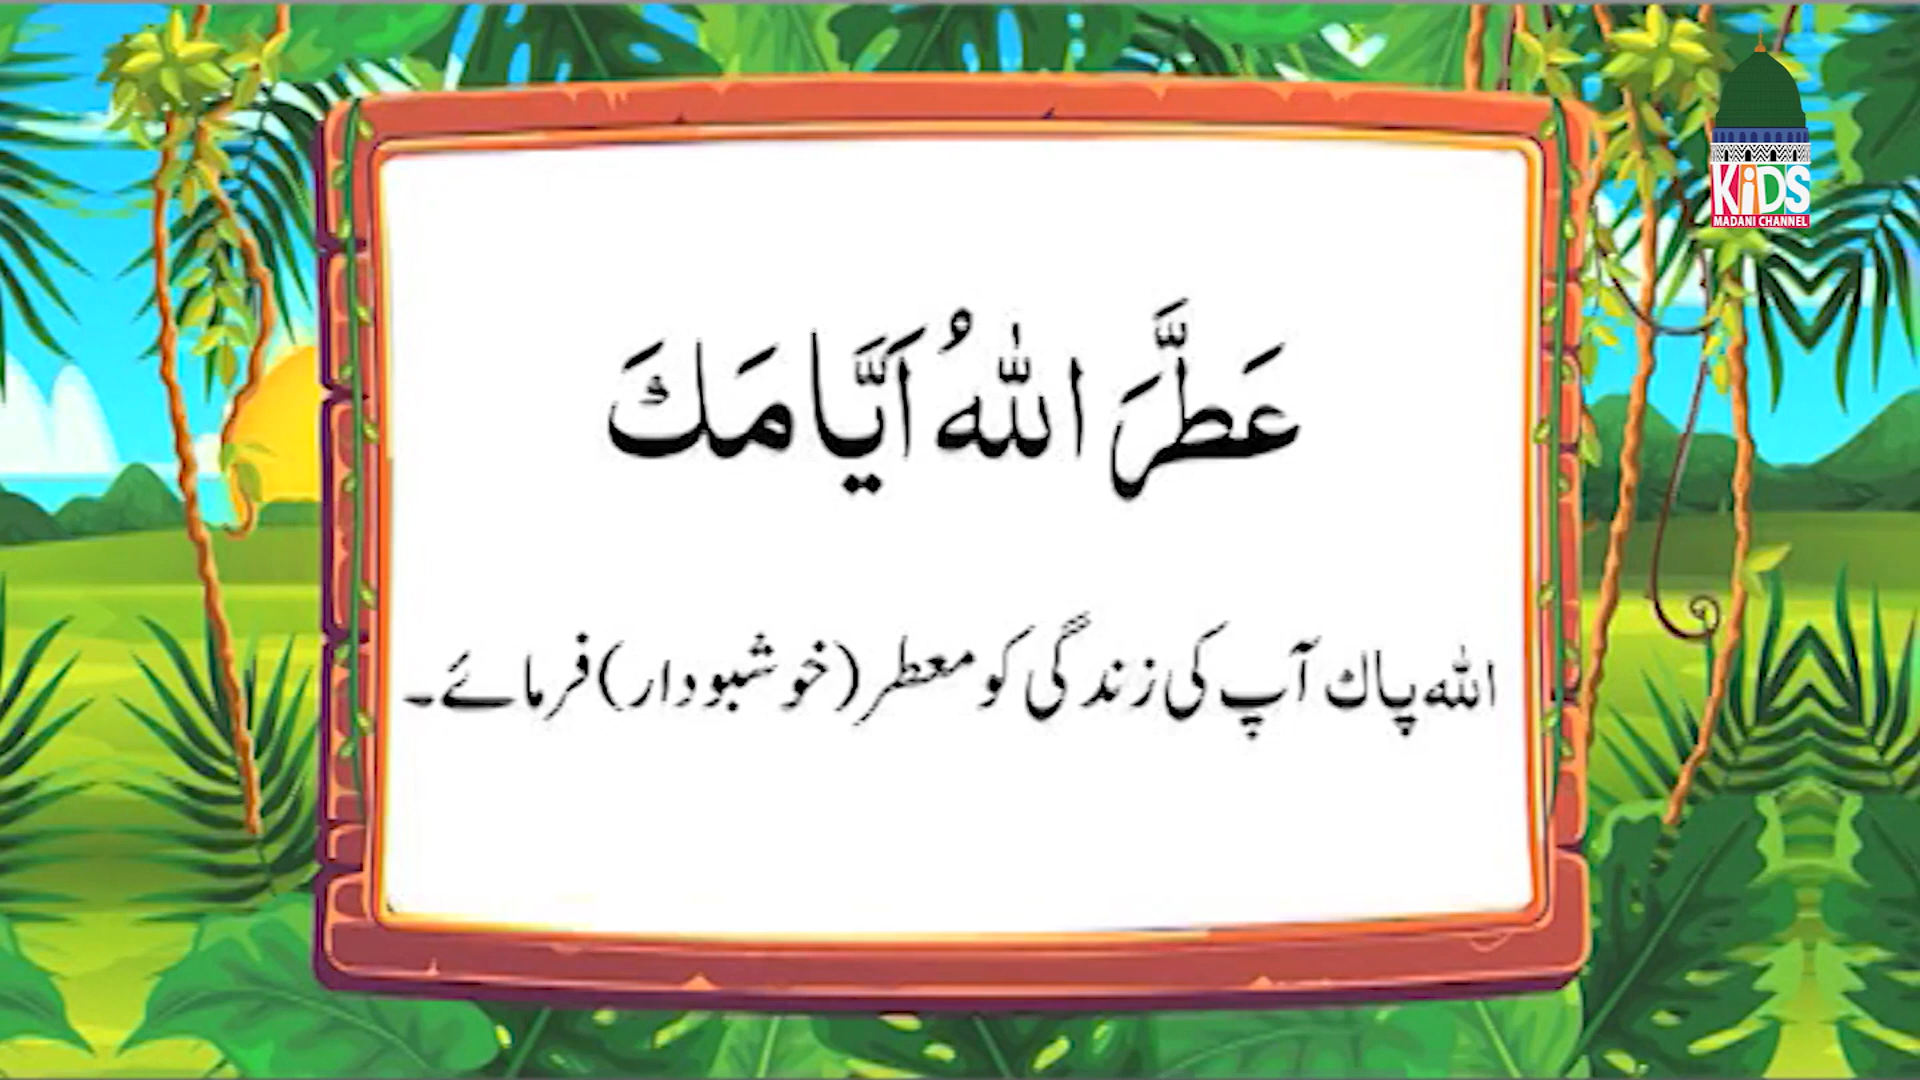 عَطَّرَ اللّٰہُ اَیَّامَکَ
اللہ پاک آپ کی زندگی کو معطر (خوشبودار) فرمائے۔
KiDS
MADANI CHANNEL